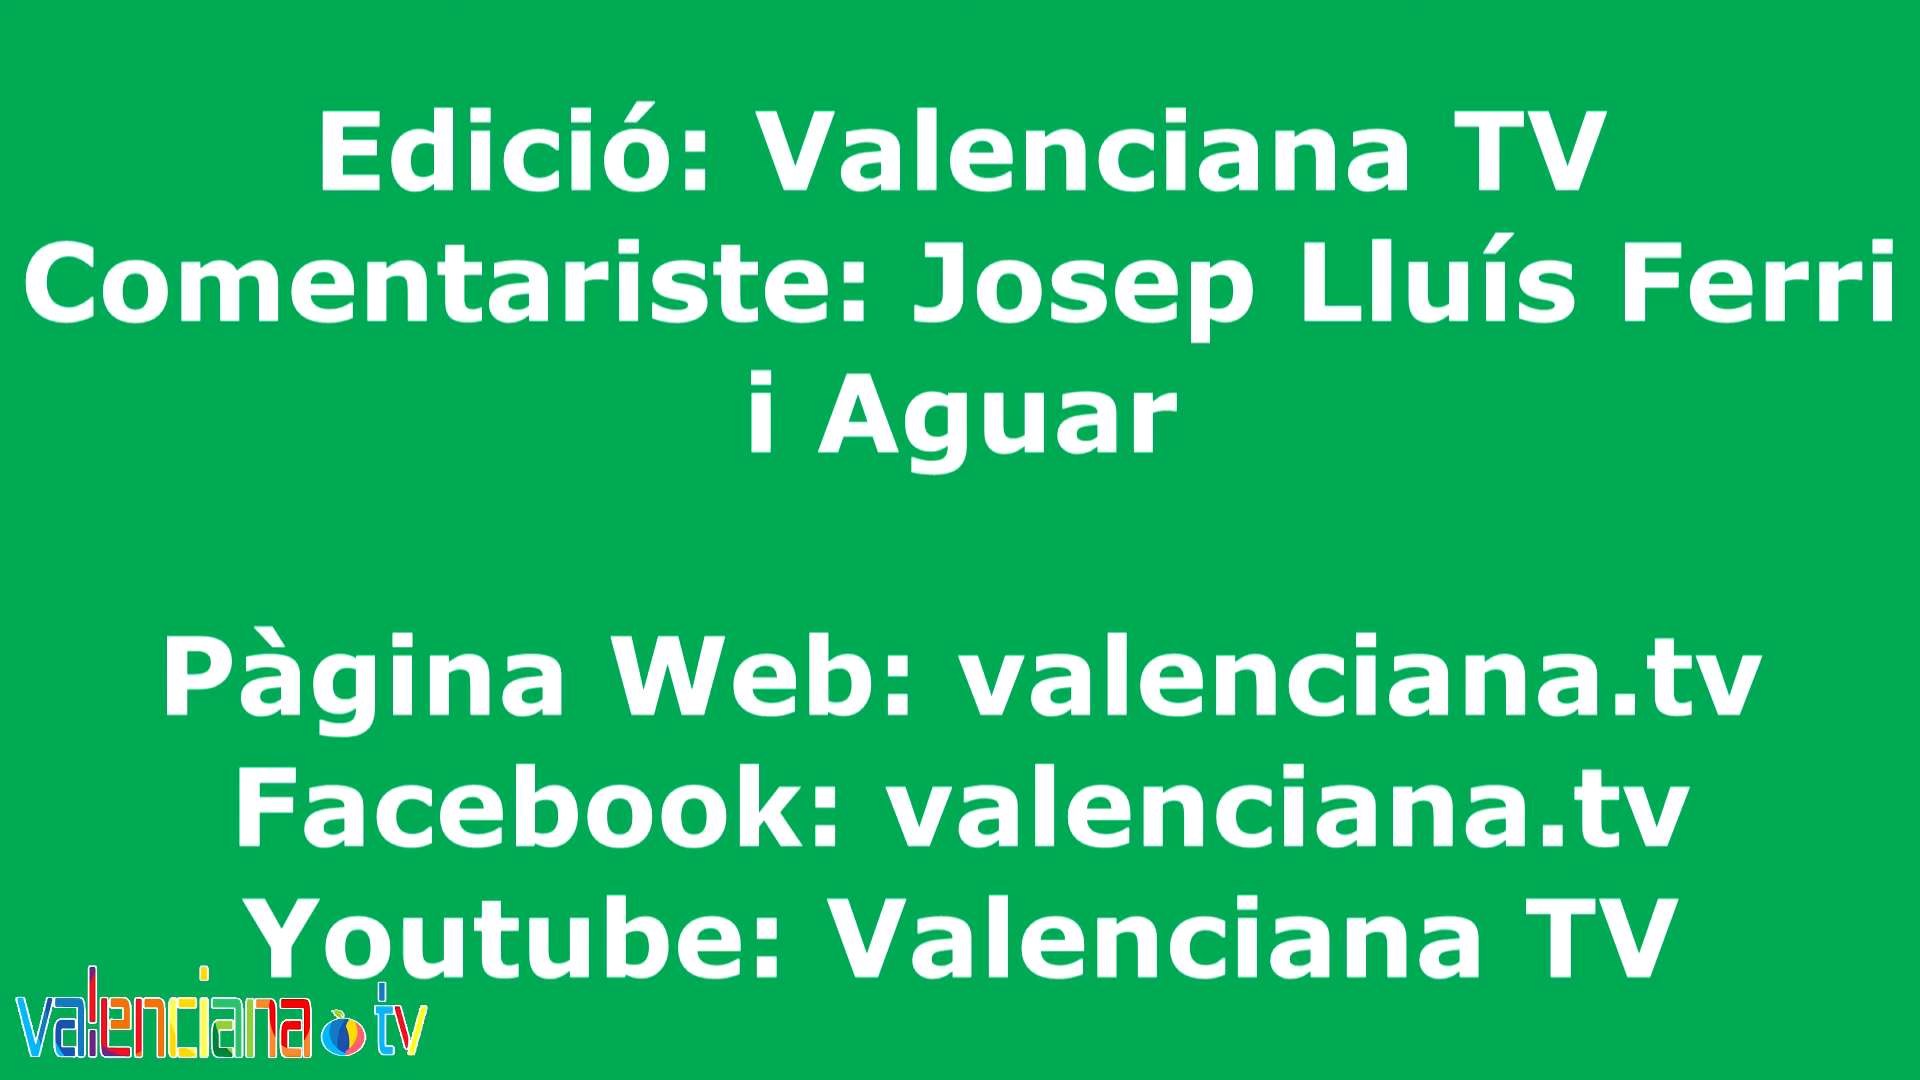 Edició: Valenciana TV
Comentariste: Josep Lluís Ferri
i Aguar
Pàgina Web: valenciana.tv
Facebook: valenciana.tv
Youtube: Valenciana TV
valenciana tv